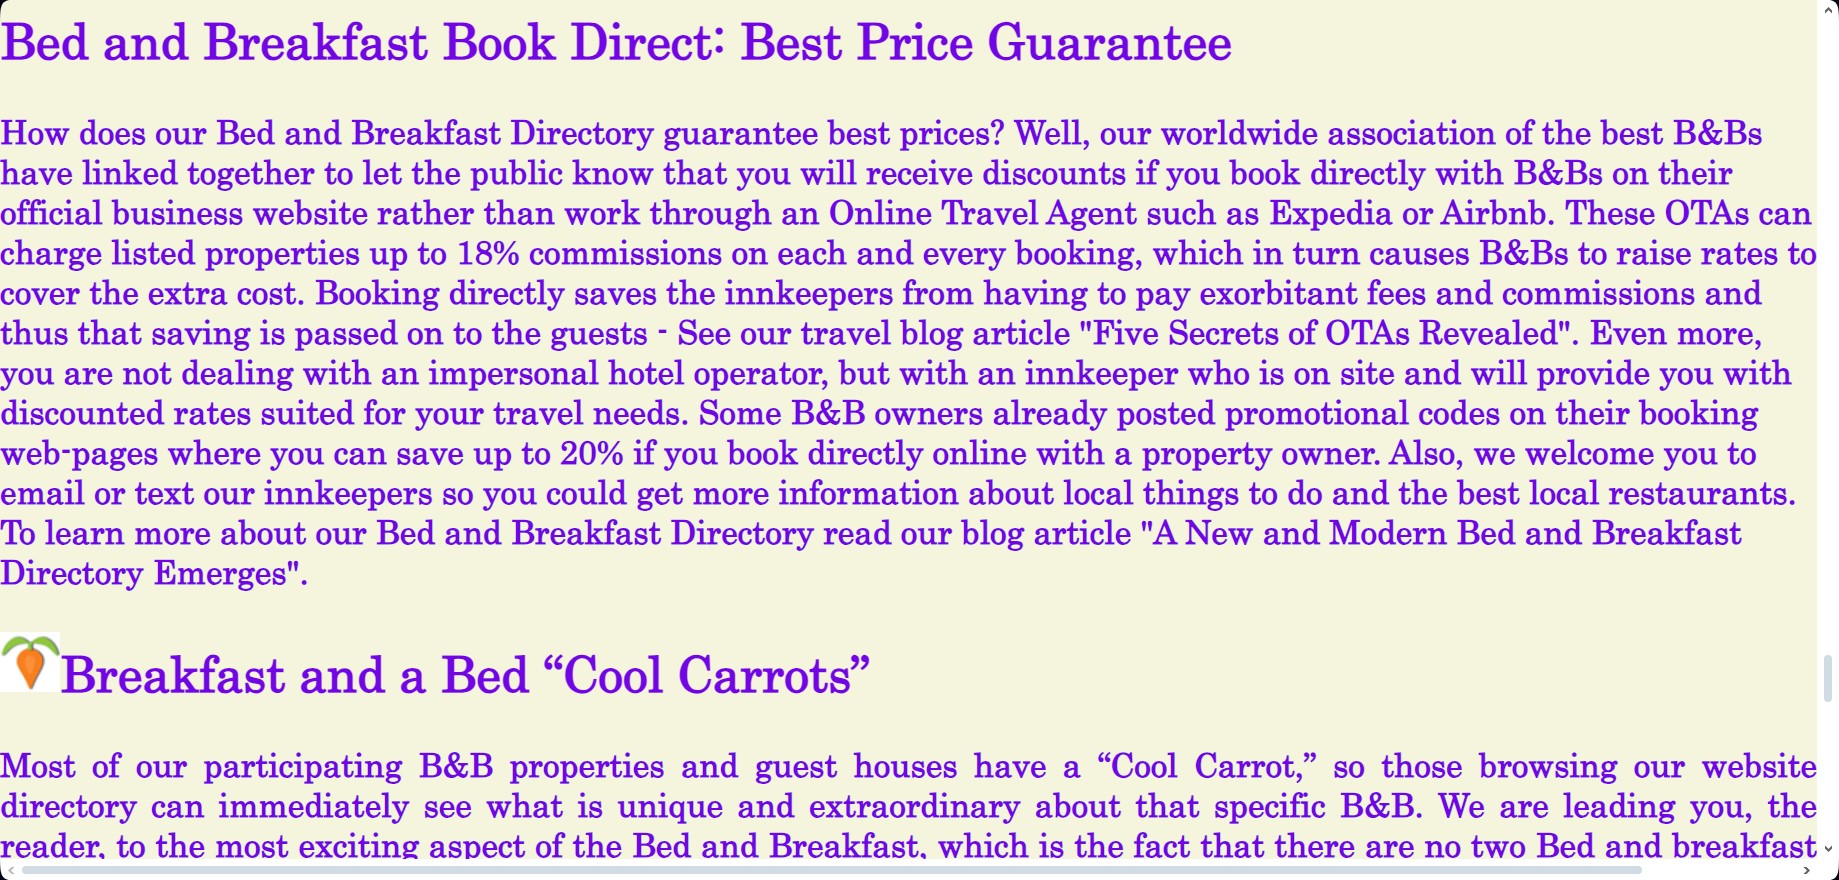 Bed and Breakfast Book Direct: Best Price Guarantee
How does our Bed and Breakfast Directory guarantee best prices? Well, our worldwide association of the best B&Bs
have linked together to let the public know that you will receive discounts if you book directly with B&Bs on their
official business website rather than work through an Online Travel Agent such as Expedia or Airbnb. These OTAs can
charge listed properties up to 18% commissions on each and every booking, which in turn causes B&Bs to raise rates to
cover the extra cost. Booking directly saves the innkeepers from having to pay exorbitant fees and commissions and
thus that saving is passed on to the guests - See our travel blog article "Five Secrets of OTAs Revealed". Even more,
you are not dealing with an impersonal hotel operator, but with an innkeeper who is on site and will provide you with
discounted rates suited for your travel needs. Some B&B owners already posted promotional codes on their booking
web-pages where you can save up to 20% if you book directly online with a property owner. Also, we welcome you to
email or text our innkeepers so you could get more information about local things to do and the best local restaurants.
To learn more about our Bed and Breakfast Directory read our blog article "A New and Modern Bed and Breakfast
Directory Emerges".
Breakfast and a Bed “Cool Carrots”
Most of our participating B&B properties and guest houses have a “Cool Carrot,” so those browsing our website
directory can immediately see what is unique and extraordinary about that specific B&B. We are leading you, the
reader, to the most exciting aspect of the Bed and Breakfast, which is the fact that there are no two Bed and breakfast